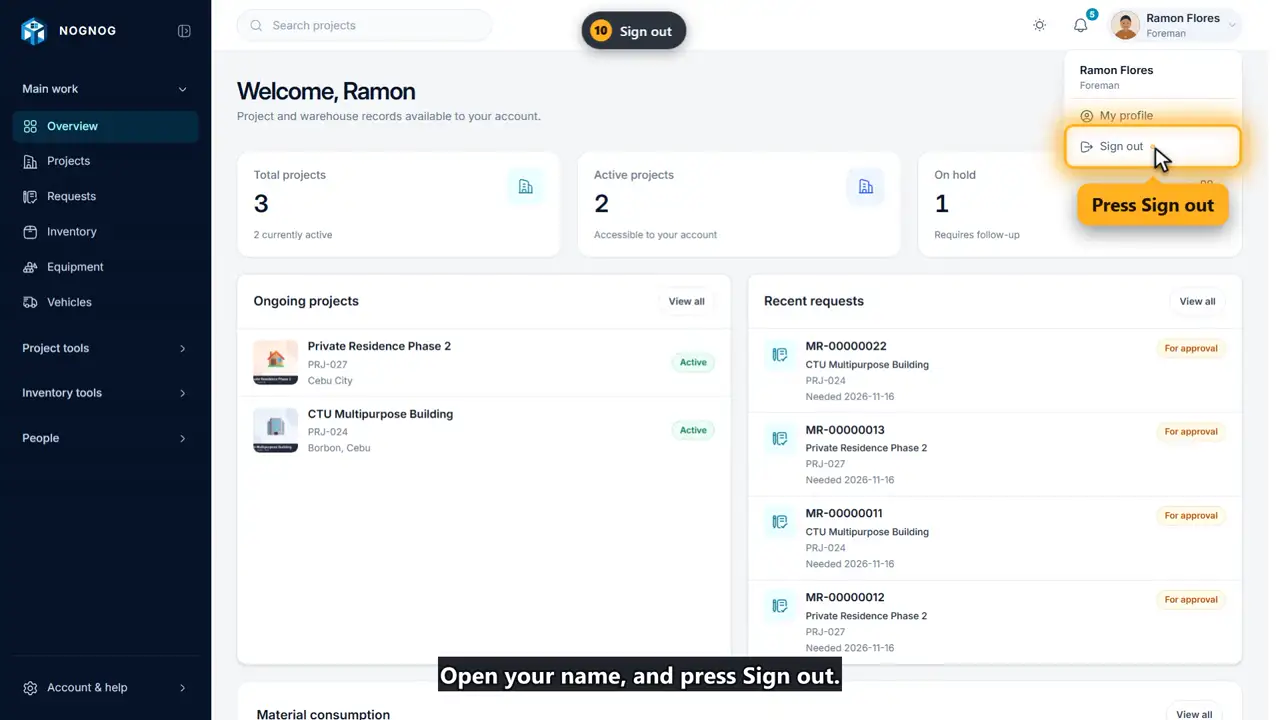 NOGNOG
Search projects
10 Sign out
5
Ramon Flores
Foreman
Ramon Flores
Foreman
My profile
Sign out
Press Sign out
Main work
Overview
Projects
Requests
Inventory
Equipment
Vehicles
Project tools
Inventory tools
People
Account & help
Welcome, Ramon
Project and warehouse records available to your account.
Total projects
3
2 currently active
Active projects
2
Accessible to your account
On hold
1
Requires follow-up
Ongoing projects
View all
Private Residence Phase 2
PRJ-027
Cebu City
Active
CTU Multipurpose Building
PRJ-024
Borbon, Cebu
Active
Recent requests
View all
MR-00000022
CTU Multipurpose Building
PRJ-024
Needed 2026-11-16
For approval
MR-00000013
Private Residence Phase 2
PRJ-027
Needed 2026-11-16
For approval
MR-00000011
CTU Multipurpose Building
PRJ-024
Needed 2026-11-16
For approval
MR-00000012
Private Residence Phase 2
PRJ-027
Needed 2026-11-16
For approval
Open your name, and press Sign out.
Material consumption
View all